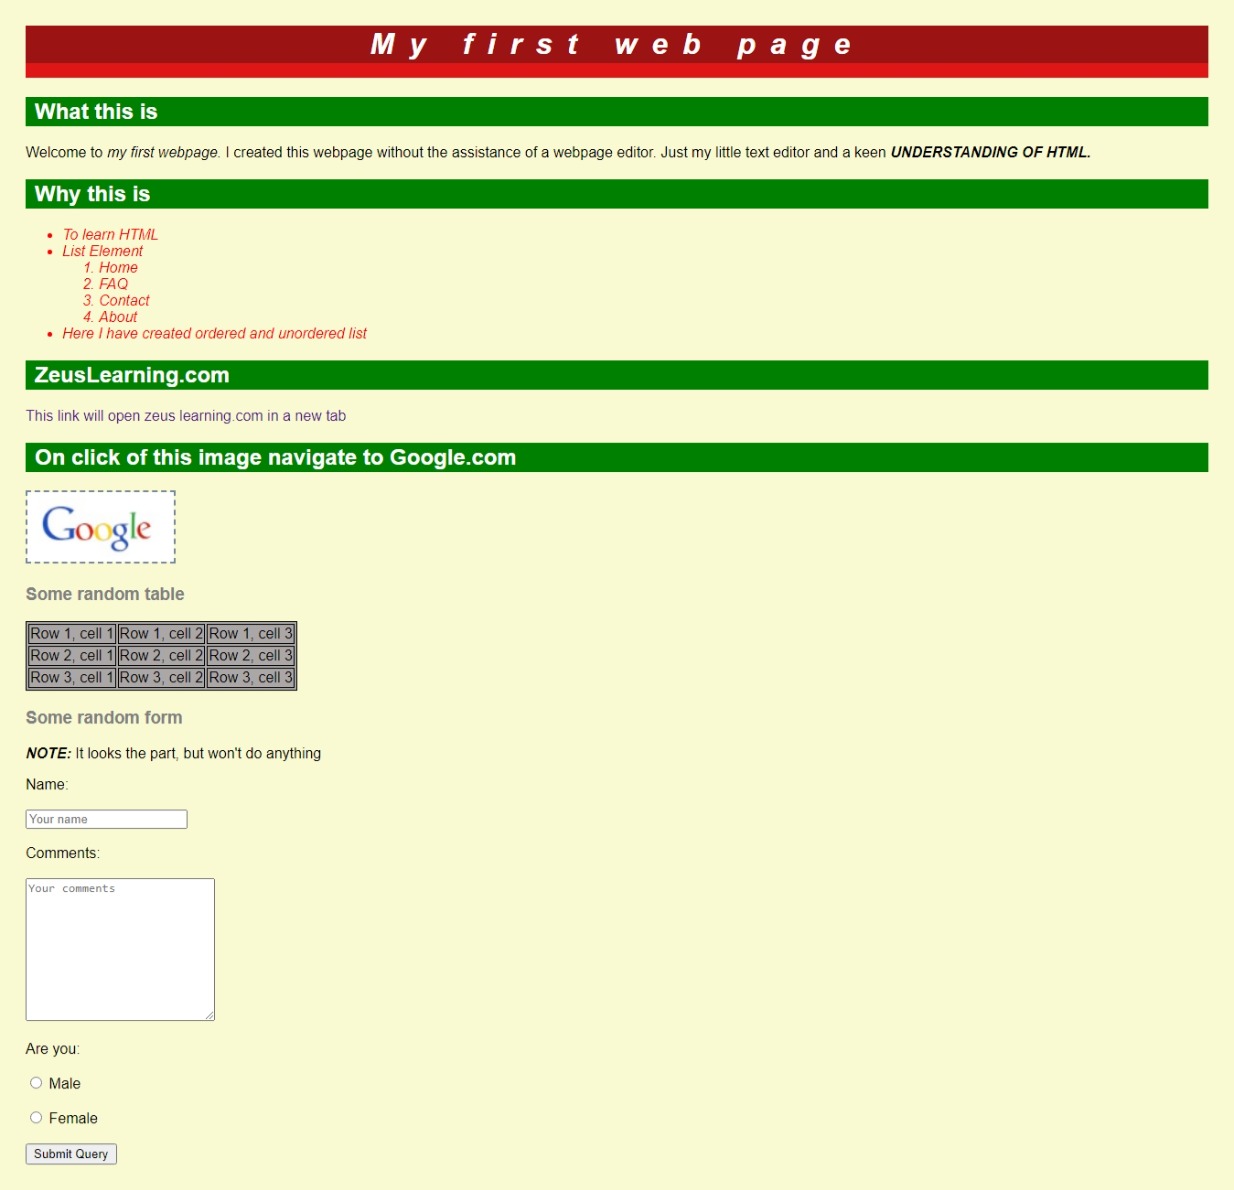 My first web page
What this is
Welcome to my first webpage. I created this webpage without the assistance of a webpage editor. Just my little text editor and a keen UNDERSTANDING OF HTML.
Why this is
• To learn HTML
• List Element
1. Home
2. FAQ
3. Contact
4. About
• Here I have created ordered and unordered list
ZeusLearning.com
This link will open zeus learning.com in a new tab
On click of this image navigate to Google.com
Google
Some random table
Row 1, cell 1 Row 1, cell 2 Row 1, cell 3
Row 2, cell 1 Row 2, cell 2 Row 2, cell 3
Row 3, cell 1 Row 3, cell 2 Row 3, cell 3
Some random form
NOTE: It looks the part, but won't do anything
Name:
Your name
Comments:
Your comments
Are you:
Male
Female
Submit Query